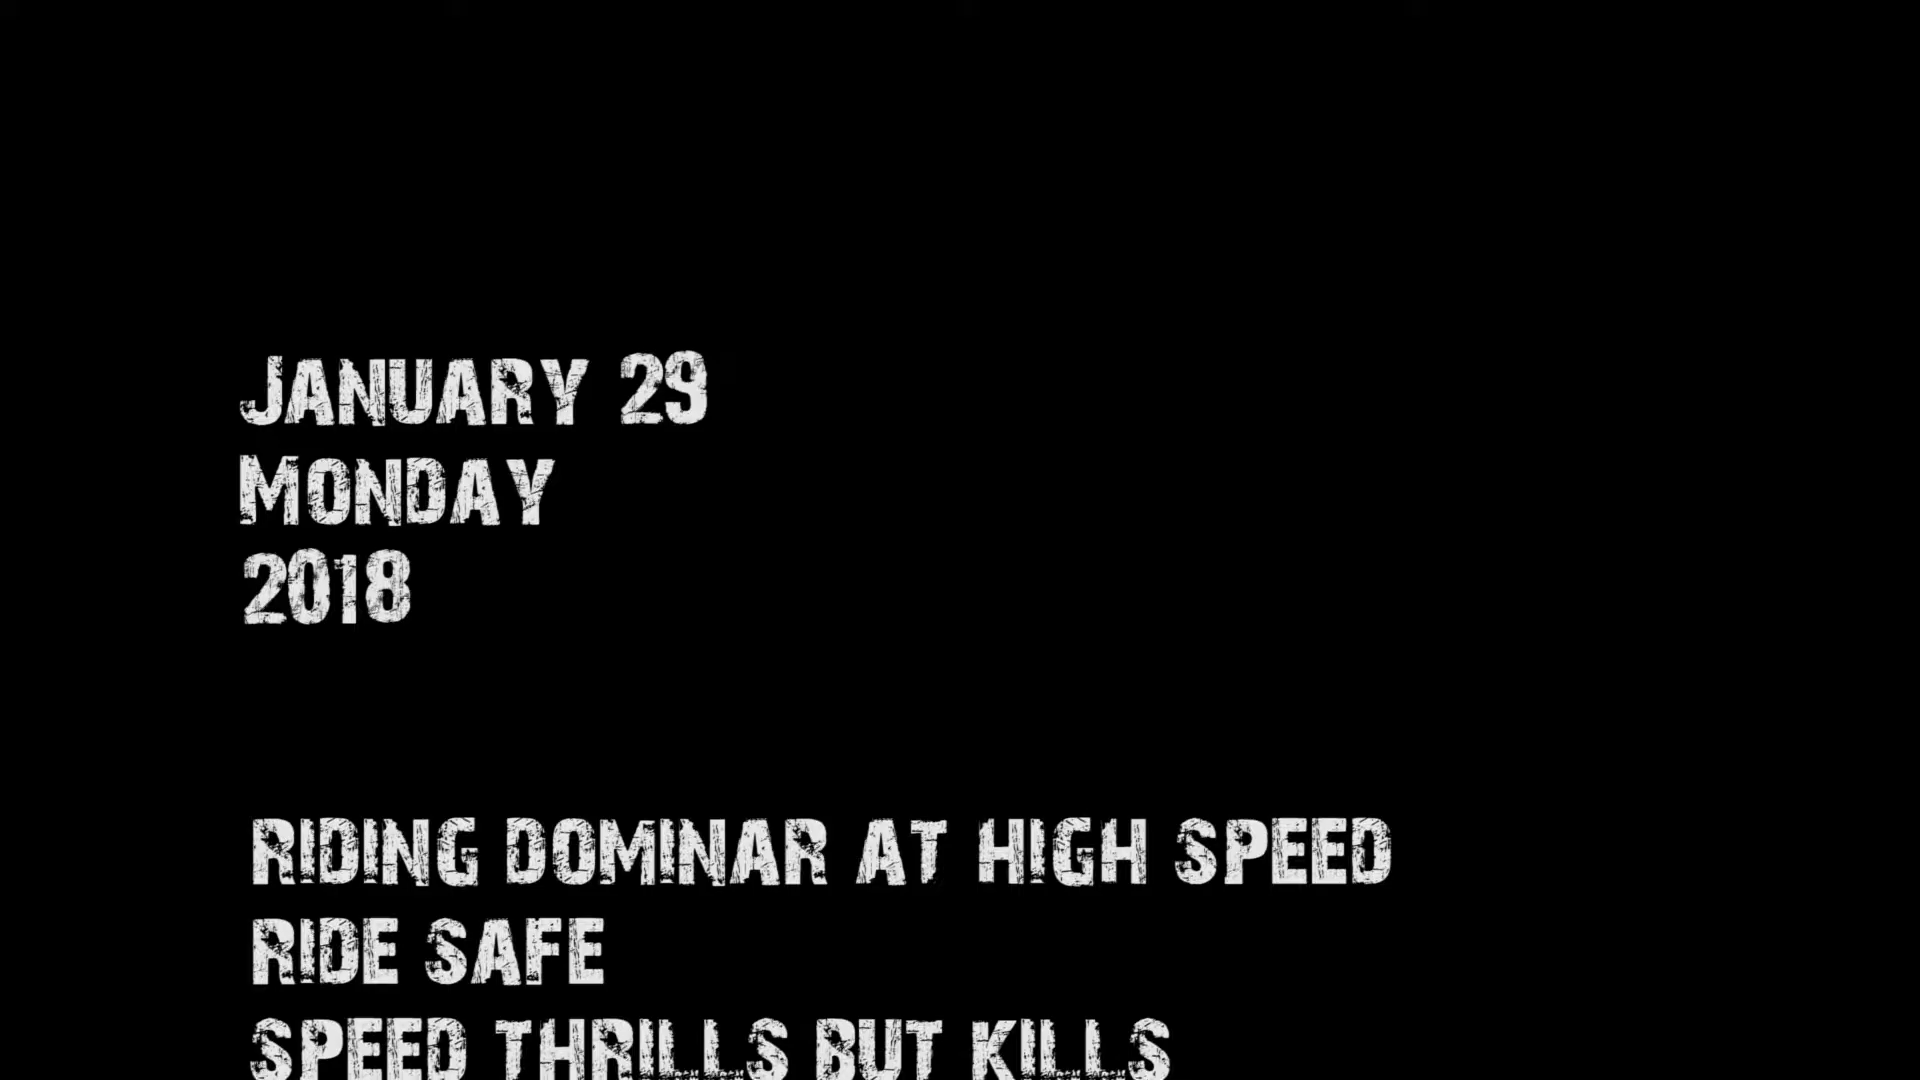 January 29
Monday
2018
Riding Dominar at high speed
Ride safe
Speed thrills but kills